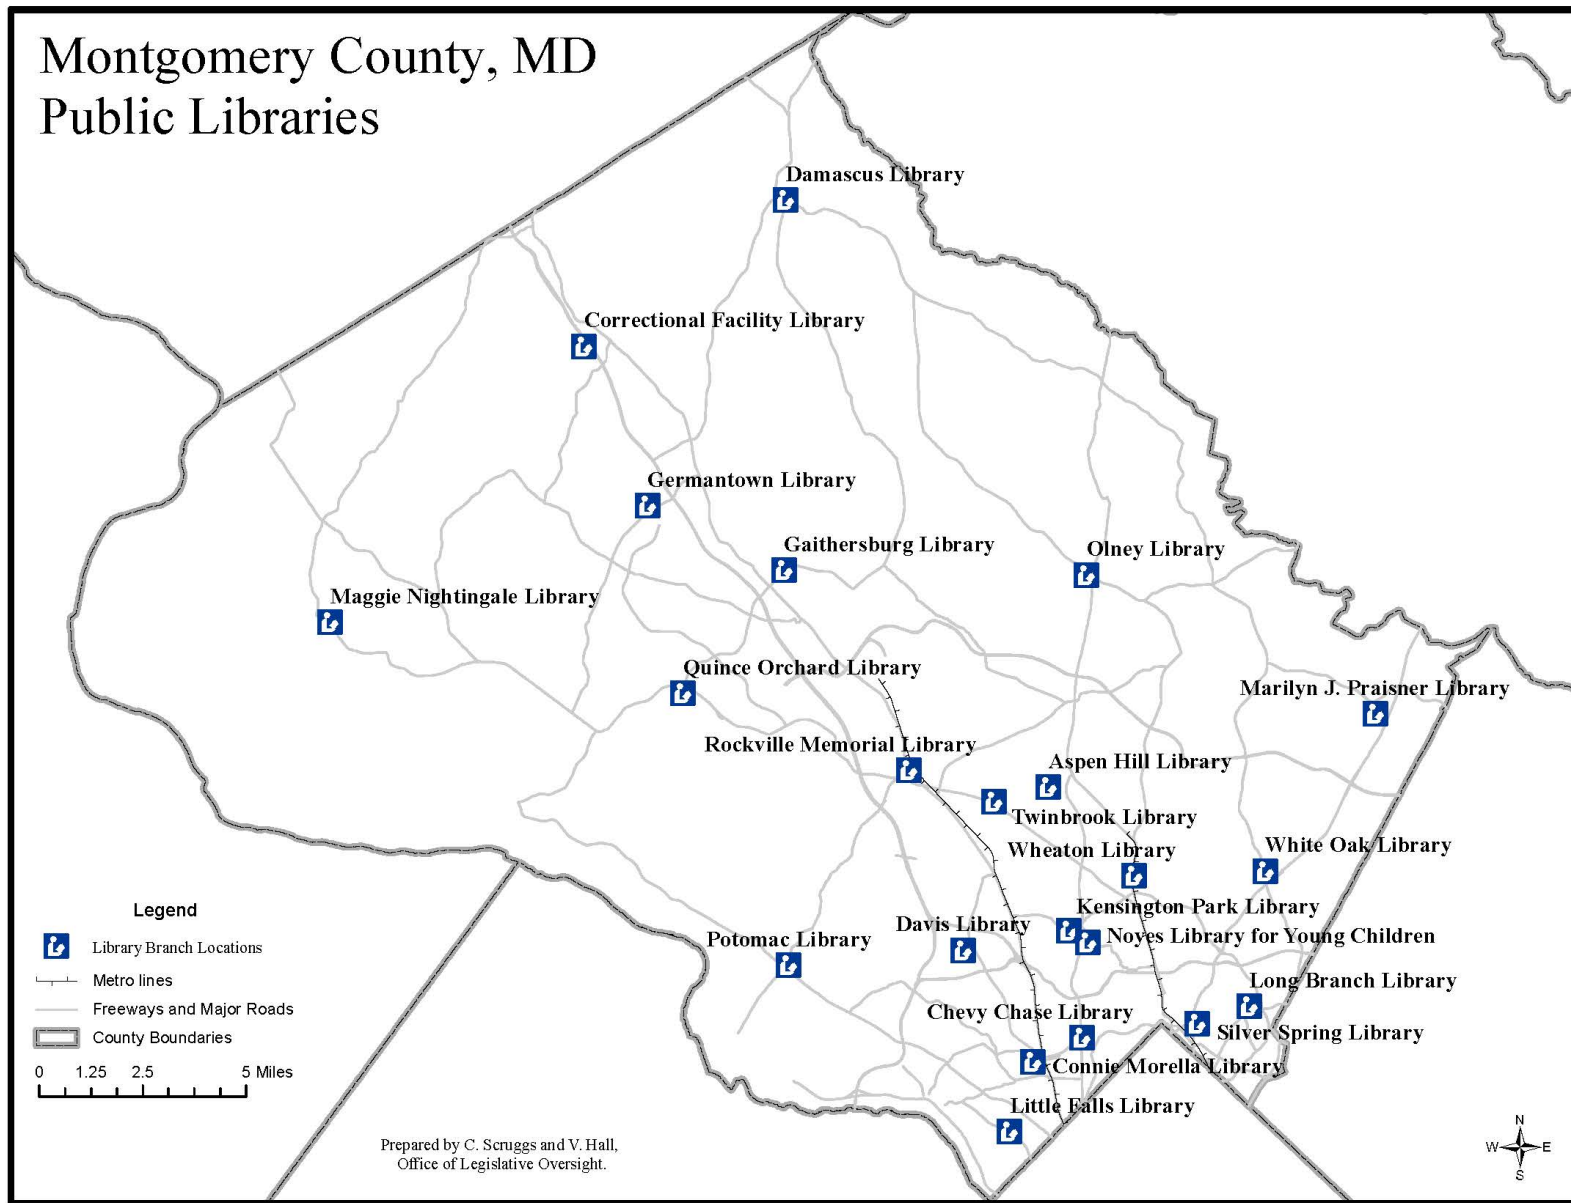 Montgomery County, MD
Public Libraries
Damascus Library
Correctional Facility Library
Germantown Library
Gaithersburg Library
Olney Library
Maggie Nightingale Library
Quince Orchard Library
Marilyn J. Praisner Library
Rockville Memorial Library
Aspen Hill Library
Twinbrook Library
Wheaton Library
White Oak Library
Kensington Park Library
Davis Library
Noyes Library for Young Children
Potomac Library
Long Branch Library
Chevy Chase Library
Silver Spring Library
Connie Morella Library
Little Falls Library
Legend
Library Branch Locations
Metro lines
Freeways and Major Roads
County Boundaries
0 1.25 2.5 5 Miles
Prepared by C. Scruggs and V. Hall,
Office of Legislative Oversight.
N
W E
S